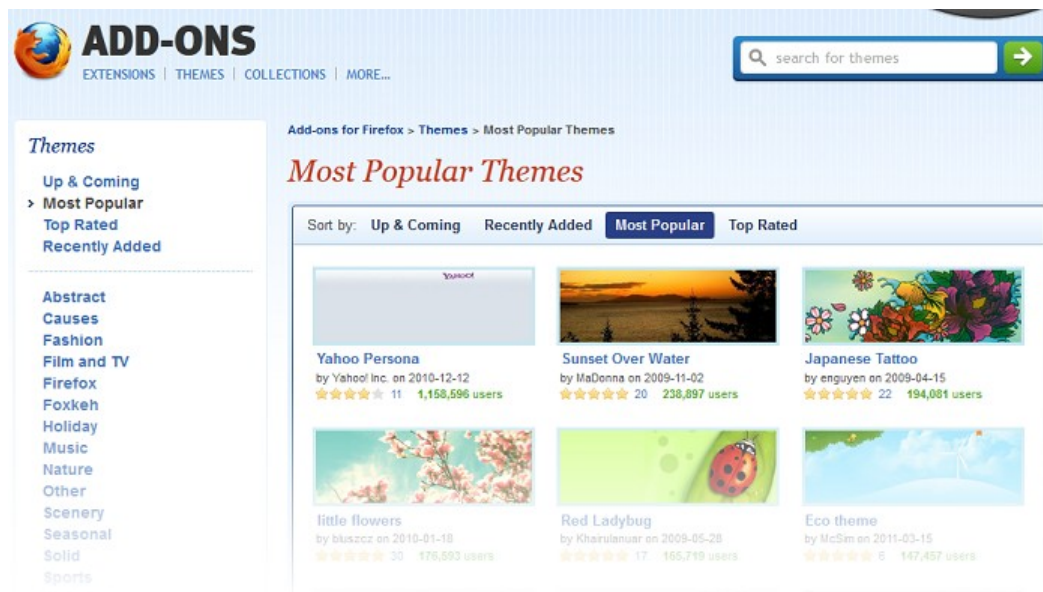 ADD-ONS
EXTENSIONS | THEMES | COLLECTIONS | MORE...
search for themes
Themes
Up & Coming
> Most Popular
Top Rated
Recently Added
Abstract
Causes
Fashion
Film and TV
Firefox
Foxkeh
Holiday
Music
Nature
Other
Scenery
Seasonal
Solid
Sports
Add-ons for Firefox > Themes > Most Popular Themes
Most Popular Themes
Sort by: Up & Coming Recently Added Most Popular Top Rated
YAHOO!
Yahoo Persona
by Yahoo! Inc. on 2010-12-12
11 1,158,596 users
Sunset Over Water
by MaDonna on 2009-11-02
20 238,897 users
Japanese Tattoo
by enguyen on 2009-04-15
22 194,081 users
little flowers
by bluszcz on 2010-01-18
30 176,593 users
Red Ladybug
by Khairulanuar on 2009-05-28
17 165,719 users
Eco theme
by McSim on 2011-03-15
6 147,457 users